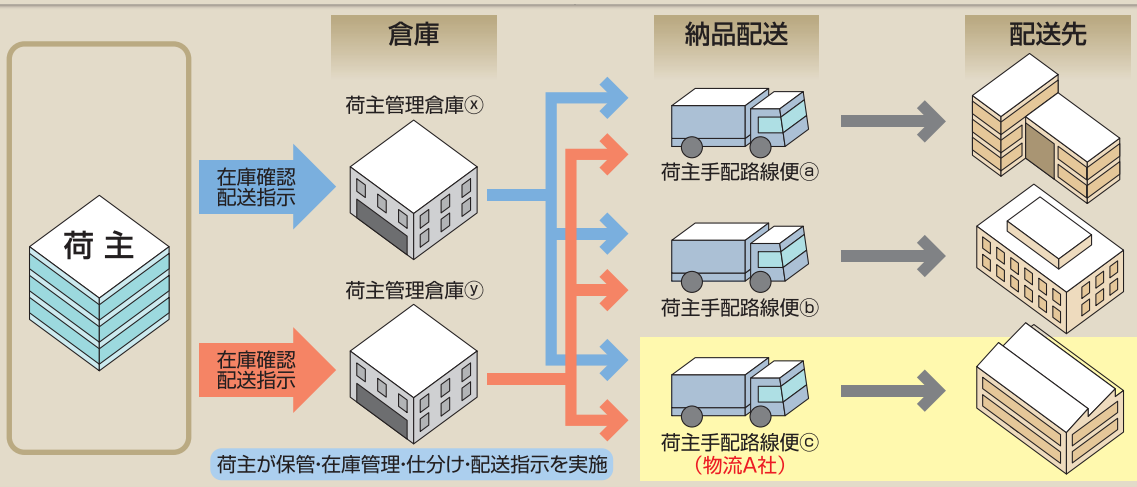 倉庫
納品配送
配送先
荷主管理倉庫ⓧ
在庫確認
配送指示
荷主手配路線便ⓐ
荷主
荷主管理倉庫ⓨ
荷主手配路線便ⓑ
在庫確認
配送指示
荷主手配路線便ⓒ
(物流A社)
荷主が保管・在庫管理・仕分け・配送指示を実施